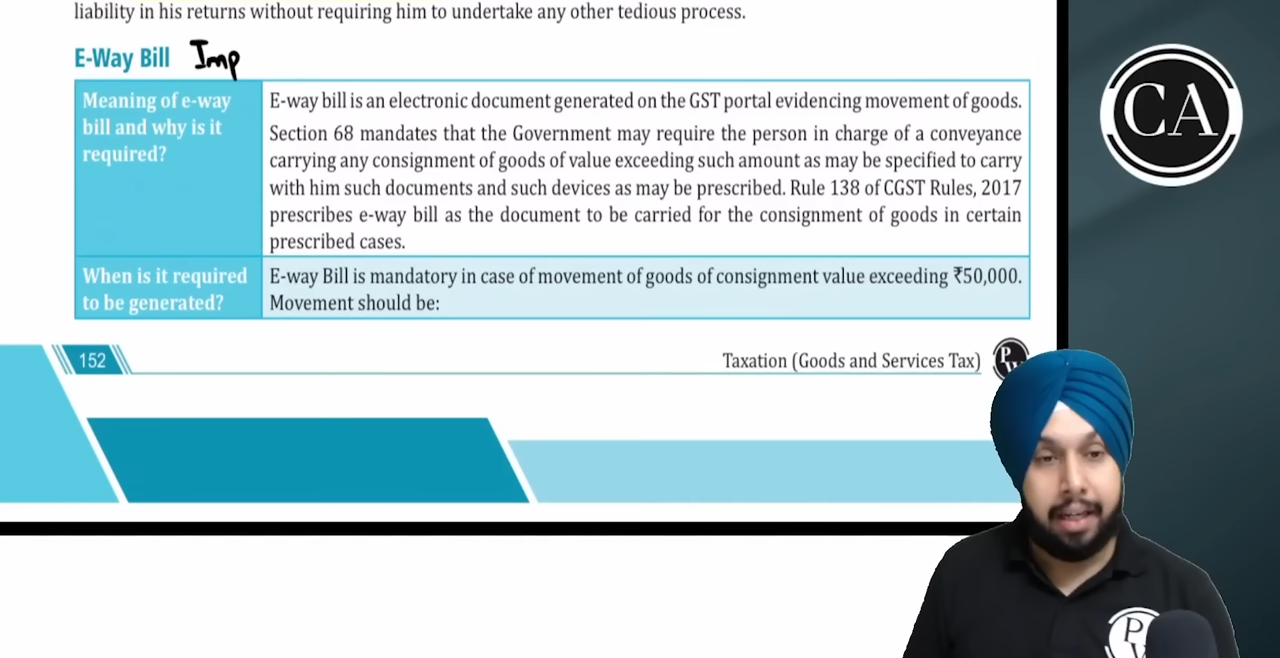 liability in his returns without requiring him to undertake any other tedious process.
E-Way Bill Imp
Meaning of e-way
bill and why is it
required?
E-way bill is an electronic document generated on the GST portal evidencing movement of goods.
Section 68 mandates that the Government may require the person in charge of a conveyance
carrying any consignment of goods of value exceeding such amount as may be specified to carry
with him such documents and such devices as may be prescribed. Rule 138 of CGST Rules, 2017
prescribes e-way bill as the document to be carried for the consignment of goods in certain
prescribed cases.
When is it required
to be generated?
E-way Bill is mandatory in case of movement of goods of consignment value exceeding ₹50,000.
Movement should be:
152
Taxation (Goods and Services Tax)
PW
CA
PW